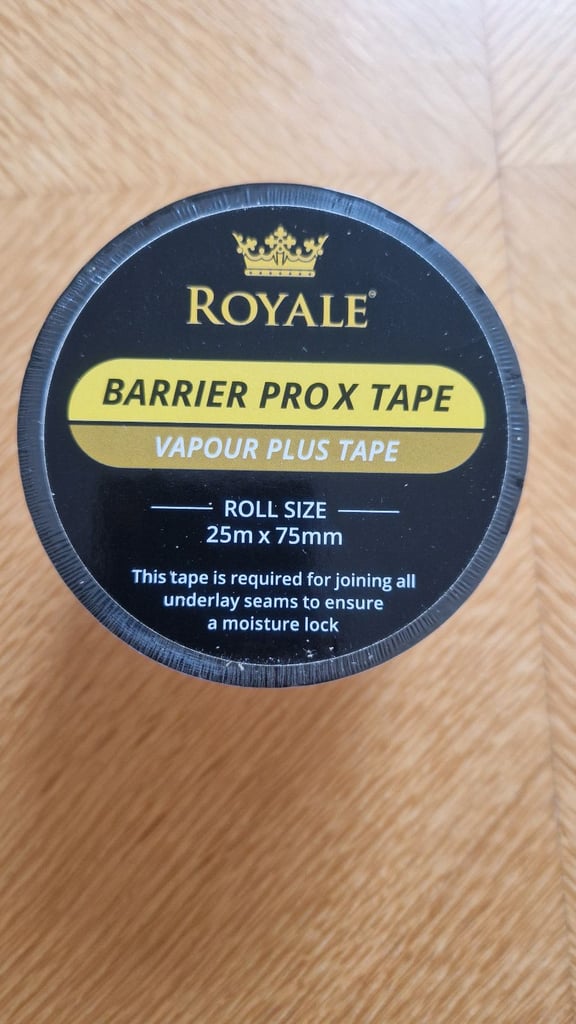 ROYALE
BARRIER PRO X TAPE
VAPOUR PLUS TAPE
ROLL SIZE
25m x 75mm
This tape is required for joining all
underlay seams to ensure
a moisture lock